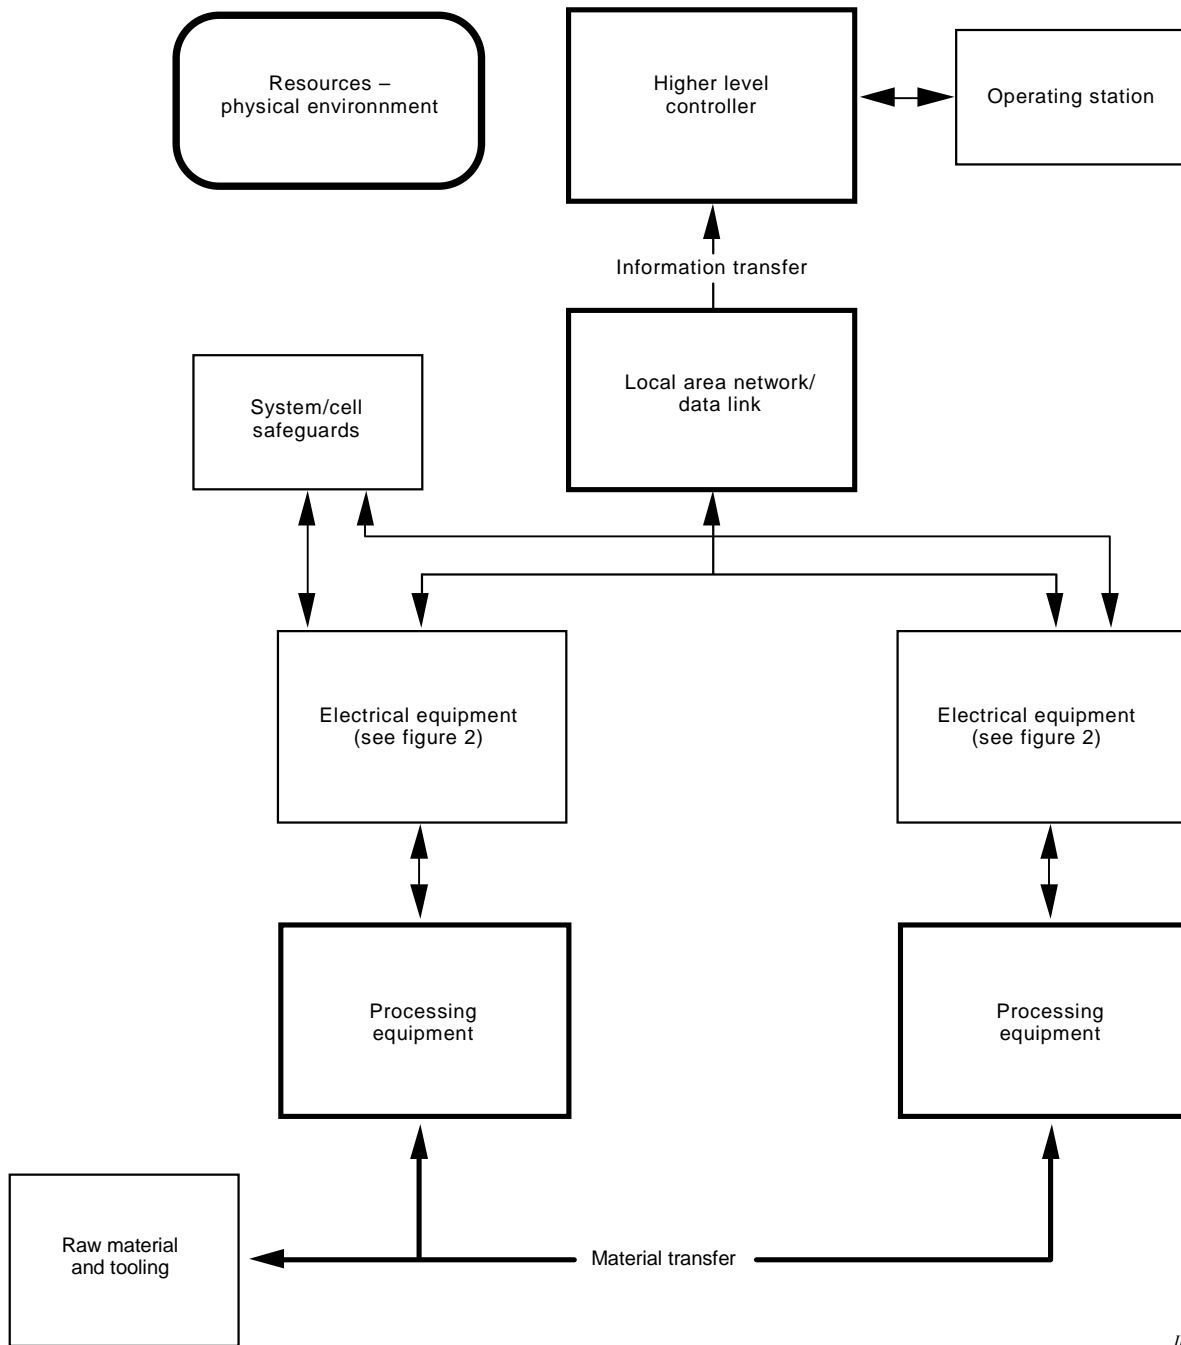 Resources –
physical environnment
Higher level
controller
Operating station
Information transfer
Local area network/
data link
System/cell
safeguards
Electrical equipment
(see figure 2)
Electrical equipment
(see figure 2)
Processing
equipment
Processing
equipment
Raw material
and tooling
Material transfer